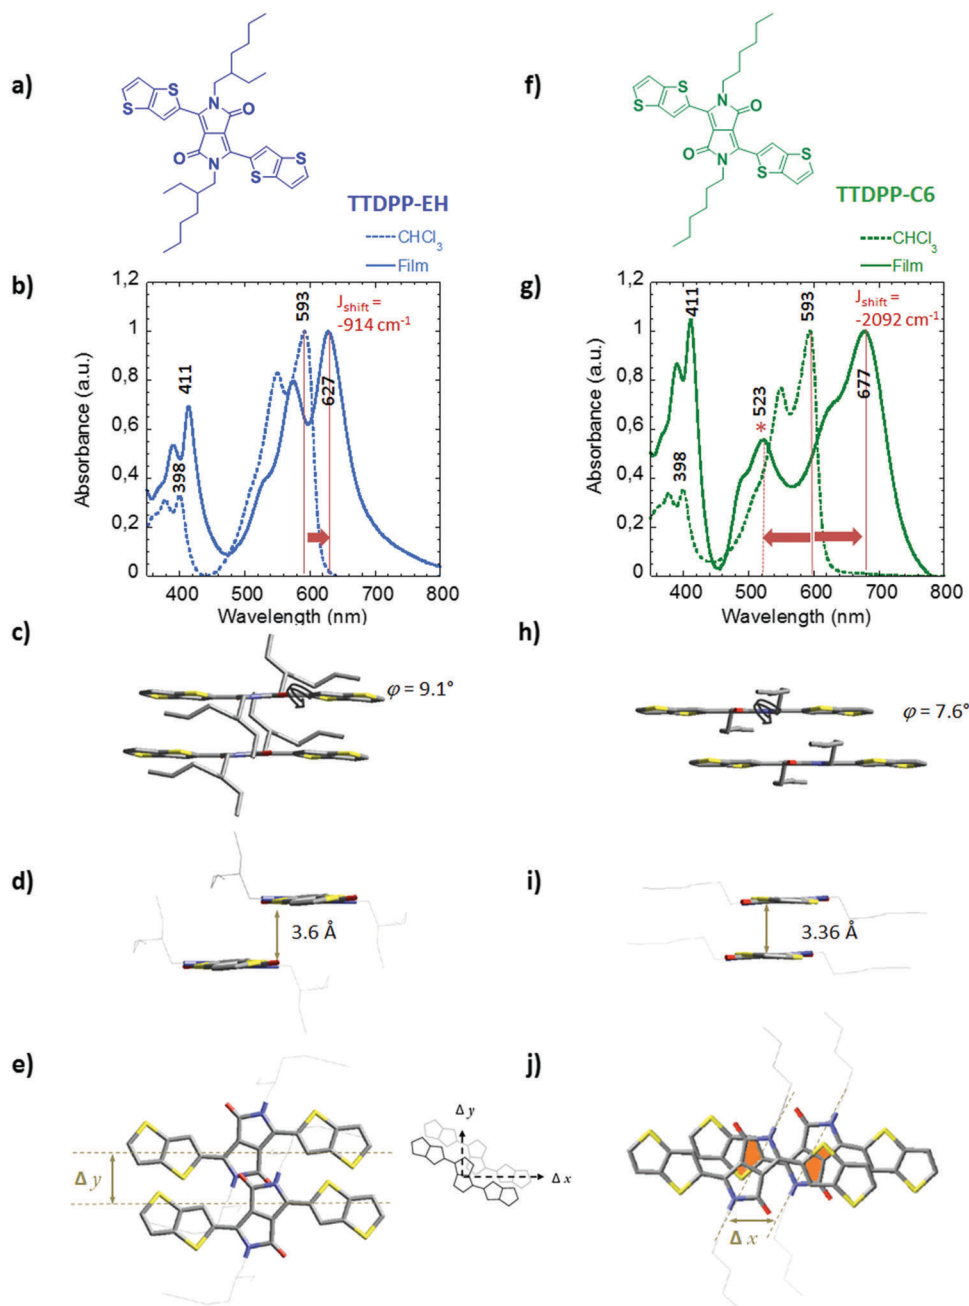 a)
S
S
N
O
O
N
S
S
TTDPP-EH
CHCl3
Film
f)
S
S
N
O
O
N
S
S
TTDPP-C6
CHCl3
Film
b)
1,2
1
0,8
0,6
0,4
0,2
0
Absorbance (a.u.)
411
398
593
627
Jshift =
-914 cm-1
400 500 600 700 800
Wavelength (nm)
g)
1,2
1
0,8
0,6
0,4
0,2
0
Absorbance (a.u.)
411
398
* 523
593
677
Jshift =
-2092 cm-1
400 500 600 700 800
Wavelength (nm)
c)
φ = 9.1°
h)
φ = 7.6°
d)
3.6 Å
i)
3.36 Å
e)
Δ y
Δ y
Δ x
j)
Δ x